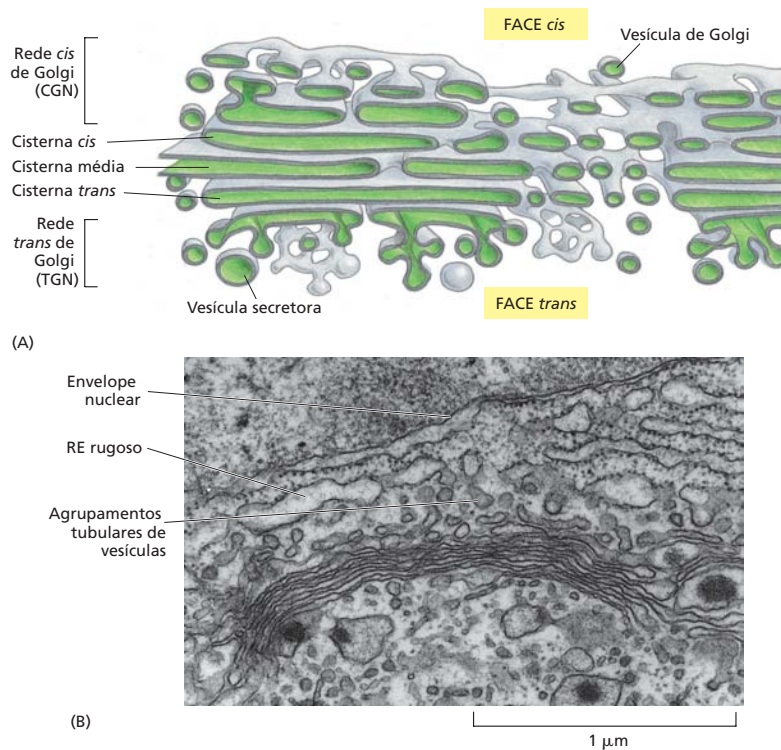 FACE cis
Vesícula de Golgi
Rede cis
de Golgi
(CGN)
Cisterna cis
Cisterna média
Cisterna trans
Rede
trans de
Golgi
(TGN)
Vesícula secretora
FACE trans
(A)
Envelope
nuclear
RE rugoso
Agrupamentos
tubulares de
vesículas
(B)
1 μm